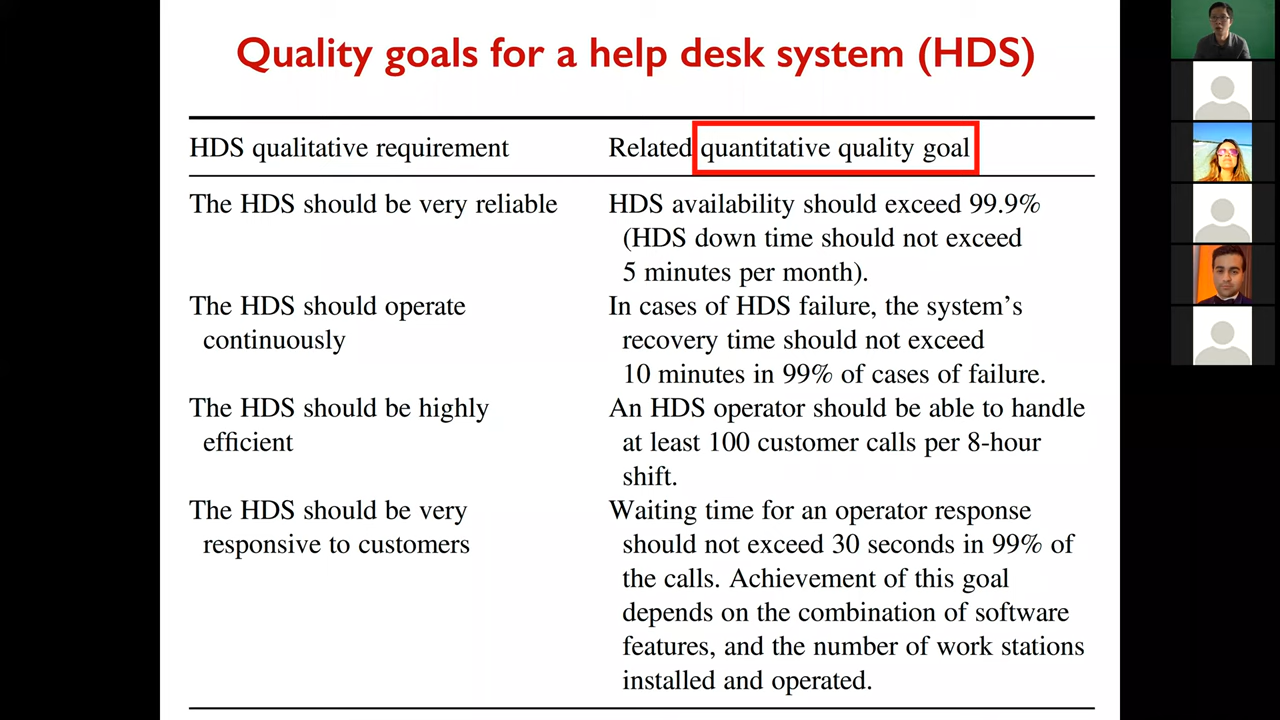 Quality goals for a help desk system (HDS)
HDS qualitative requirement
Related quantitative quality goal
The HDS should be very reliable
HDS availability should exceed 99.9%
(HDS down time should not exceed
5 minutes per month).
The HDS should operate
continuously
In cases of HDS failure, the system's
recovery time should not exceed
10 minutes in 99% of cases of failure.
The HDS should be highly
efficient
An HDS operator should be able to handle
at least 100 customer calls per 8-hour
shift.
The HDS should be very
responsive to customers
Waiting time for an operator response
should not exceed 30 seconds in 99% of
the calls. Achievement of this goal
depends on the combination of software
features, and the number of work stations
installed and operated.